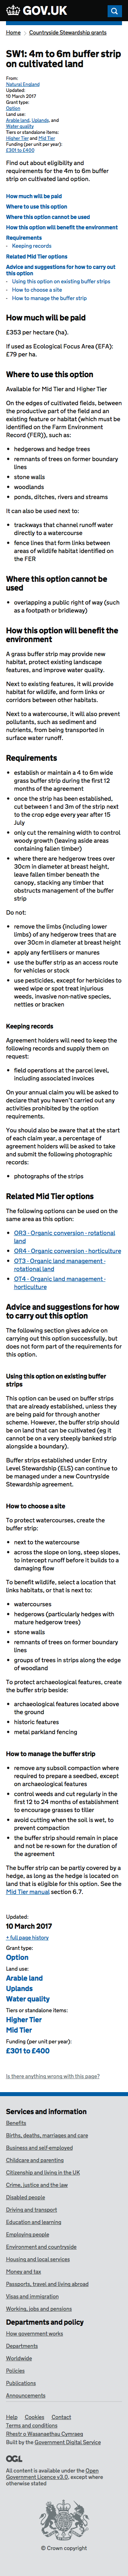 GOV.UK
Home > Countryside Stewardship grants
SW1: 4m to 6m buffer strip
on cultivated land
From:
Natural England
Updated:
10 March 2017
Grant type:
Option
Land use:
Arable land, Uplands, and
Water quality
Tiers or standalone items:
Higher Tier and Mid Tier
Funding (per unit per year):
£301 to £400
Find out about eligibility and
requirements for the 4m to 6m buffer
strip on cultivated land option.
How much will be paid
Where to use this option
Where this option cannot be used
How this option will benefit the environment
Requirements
- Keeping records
Related Mid Tier options
Advice and suggestions for how to carry out
this option
- Using this option on existing buffer strips
- How to choose a site
- How to manage the buffer strip
How much will be paid
£353 per hectare (ha).
If used as Ecological Focus Area (EFA):
£79 per ha.
Where to use this option
Available for Mid Tier and Higher Tier
On the edges of cultivated fields, between
the productive part of the field and an
existing feature of wildlife habitat (which
must be identified on the Farm Environment
Record (FER)), such as:
hedgerows and hedge trees
remnants of trees on former boundary
lines
stone walls
woodlands
ponds, ditches, rivers and streams
It can also be used next to:
trackways that channel runoff water
directly to a watercourse
fence lines that form links between
areas of wildlife habitat identified on
the FER
Where this option cannot be
used
overlapping a public right of way (such
as a footpath or bridleway)
How this option will benefit the
environment
A grass buffer strip may provide new
habitat, protect existing landscape
features, and improve water quality.
Next to existing features, it will provide
habitat for wildlife, and form links or
corridors between other habitats.
Next to waterbodies, it will also prevent
pollutants, such as sediment and
nutrients, from being transported in
surface water runoff.
Requirements
establish or maintain a 4 to 6m wide
grass buffer strip during the first 12
months of the agreement
once the strip has been established,
cut between 1 and 3m of the strip next
to the crop edge every year after 15
July
only cut the remaining width to control
woody growth (leaving aside areas
containing fallen timber)
where there are hedgerow trees over
30cm in diameter at breast height,
leave fallen timber beneath the
canopy, stacking any timber that
obstructs management of the buffer
strip
Do not:
remove the limbs (including lower
limbs) of any hedgerow trees that are
over 30cm in diameter at breast height
apply any fertilisers or manures
use the buffer strip as an access route
for vehicles or stock
use pesticides, except for herbicides to
weed wipe or spot treat injurious
weeds, invasive non-native species,
nettles or bracken
Keeping records
Agreement holders will need to keep the
following records and supply them on
request:
field operations at the parcel level,
including associated invoices
On your annual claim you will be asked to
declare that you haven't carried out any
activities prohibited by the option
requirements.
You should also be aware that at the start
of each claim year, a percentage of
agreement holders will be asked to take
and submit the following photographic
records:
photographs of the strips
Related Mid Tier options
The following options can be used on the
same area as this option:
OR3 - Organic conversion - rotational
land
OR4 - Organic conversion - horticulture
OT3 - Organic land management -
rotational land
OT4 - Organic land management -
horticulture
Advice and suggestions for how
to carry out this option
The following section gives advice on
carrying out this option successfully, but
these do not form part of the requirements
for this option.
Using this option on existing buffer
strips
This option can be used on buffer strips
that are already established, unless existing
conditions prevent it.
However, existing buffer strips should only
be used where the strip is next to cultivated
or temporary grassland (eg it cannot be
used on a buffer strip between two strips
alongside a boundary).
Buffer strips established under Entry
Level Stewardship (ELS) can continue to
be managed under a new Countryside
Stewardship agreement.
How to choose a site
To protect watercourses, create the
buffer strip:
next to the watercourse
across the slope on long, steep slopes,
to intercept runoff before it builds to a
damaging flow
To benefit wildlife, select a location that
can link habitats, or that is next to:
watercourses
hedgerows (particularly hedges with
mature hedgerow trees)
stone walls
remnants of trees on former boundary
lines
groups of trees in strips along the edge
of woodland
To protect archaeological features, create
the buffer strip beside:
archaeological features located above
the ground
historic features
metal parkland fencing
How to manage the buffer strip
remove any subsoil compaction where
it is required to prepare a seedbed, except
on archaeological features
control weeds and cut regularly in the
first 12 to 24 months of establishment
to encourage grasses to tiller
avoid cutting when the soil is wet, to
prevent compaction
the buffer strip should remain in place
and not be re-sown for the duration of
the agreement
The buffer strip can be partly covered by a
hedge, as long as the hedge is located on
land that is eligible for this option. See the
Mid Tier manual section 6.7.
Updated:
10 March 2017
+ full page history
Grant type:
Option
Land use:
Arable land
Uplands
Water quality
Tiers or standalone items:
Higher Tier
Mid Tier
Funding (per unit per year):
£301 to £400
Is there anything wrong with this page?
Services and information
Benefits
Births, deaths, marriages and care
Business and self-employed
Childcare and parenting
Citizenship and living in the UK
Crime, justice and the law
Disabled people
Driving and transport
Education and learning
Employing people
Environment and countryside
Housing and local services
Money and tax
Passports, travel and living abroad
Visas and immigration
Working, jobs and pensions
Departments and policy
How government works
Departments
Worldwide
Policies
Publications
Announcements
Help Cookies Contact
Terms and conditions
Rhestr o Wasanaethau Cymraeg
Built by the Government Digital Service
OGL
All content is available under the Open
Government Licence v3.0, except where
otherwise stated
© Crown copyright